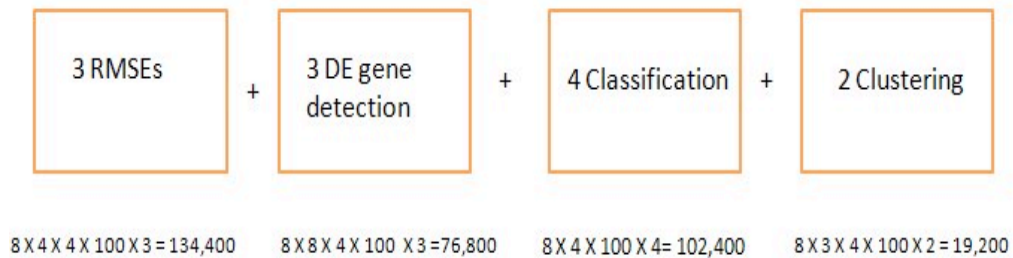 3 RMSEs
+
3 DE gene
detection
+
4 Classification
+
2 Clustering
8 X 4 X 4 X 100 X 3 = 134,400
8 X 8 X 4 X 100 X 3 =76,800
8 X 4 X 100 X 4= 102,400
8 X 3 X 4 X 100 X 2 = 19,200